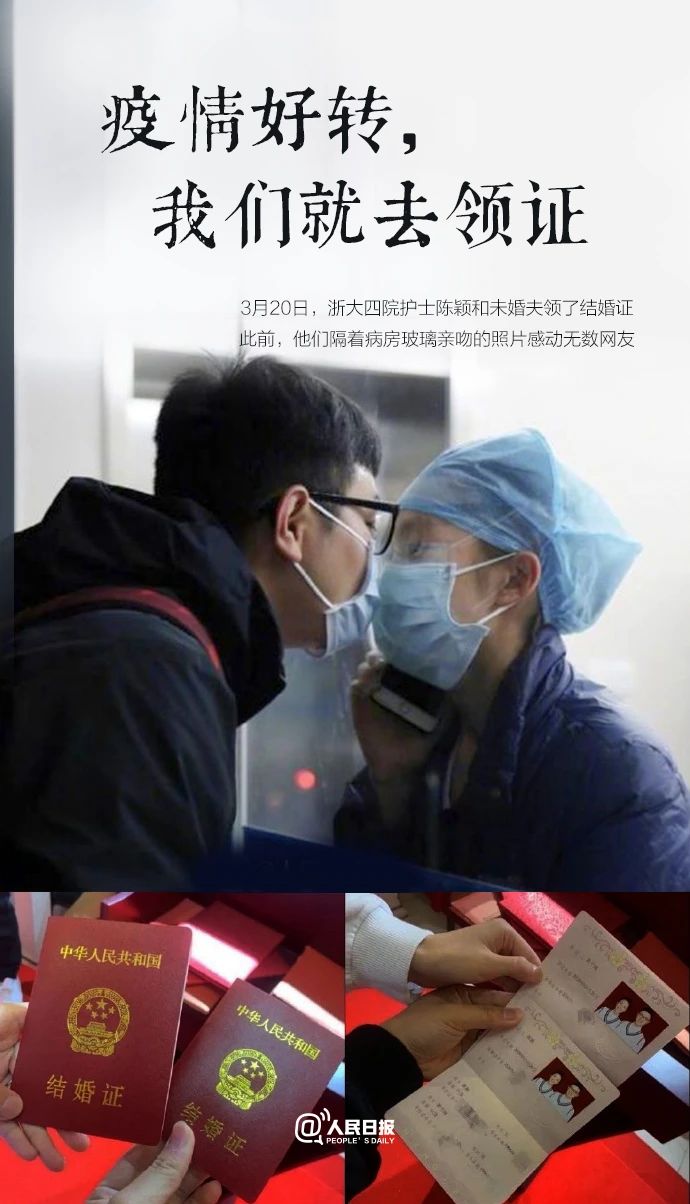 疫情好转，
我们就去领证
3月20日，浙大四院护士陈颖和未婚夫领了结婚证
此前，他们隔着病房玻璃亲吻的照片感动无数网友
中华人民共和国
结婚证
中华人民共和国
结婚证
@人民日报
PEOPLE'S DAILY